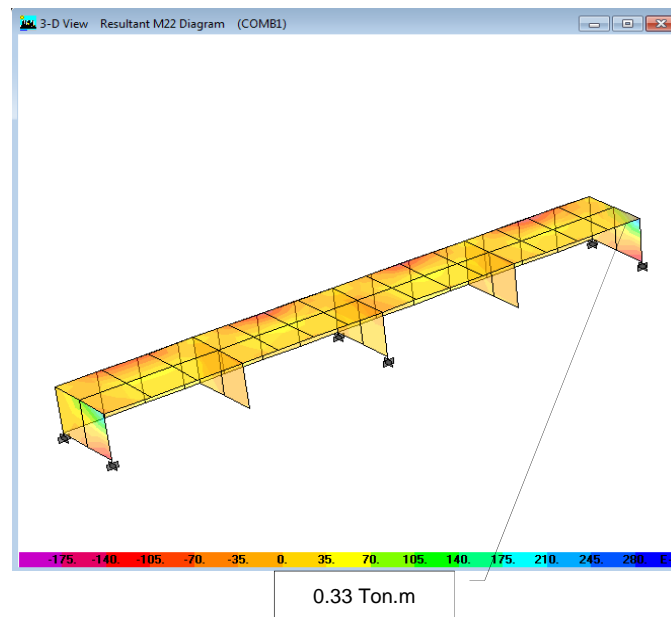 3-D View Resultant M22 Diagram (COMB1)
-175. -140. -105. -70. -35. 0. 35. 70. 105. 140. 175. 210. 245. 280.
0.33 Ton.m